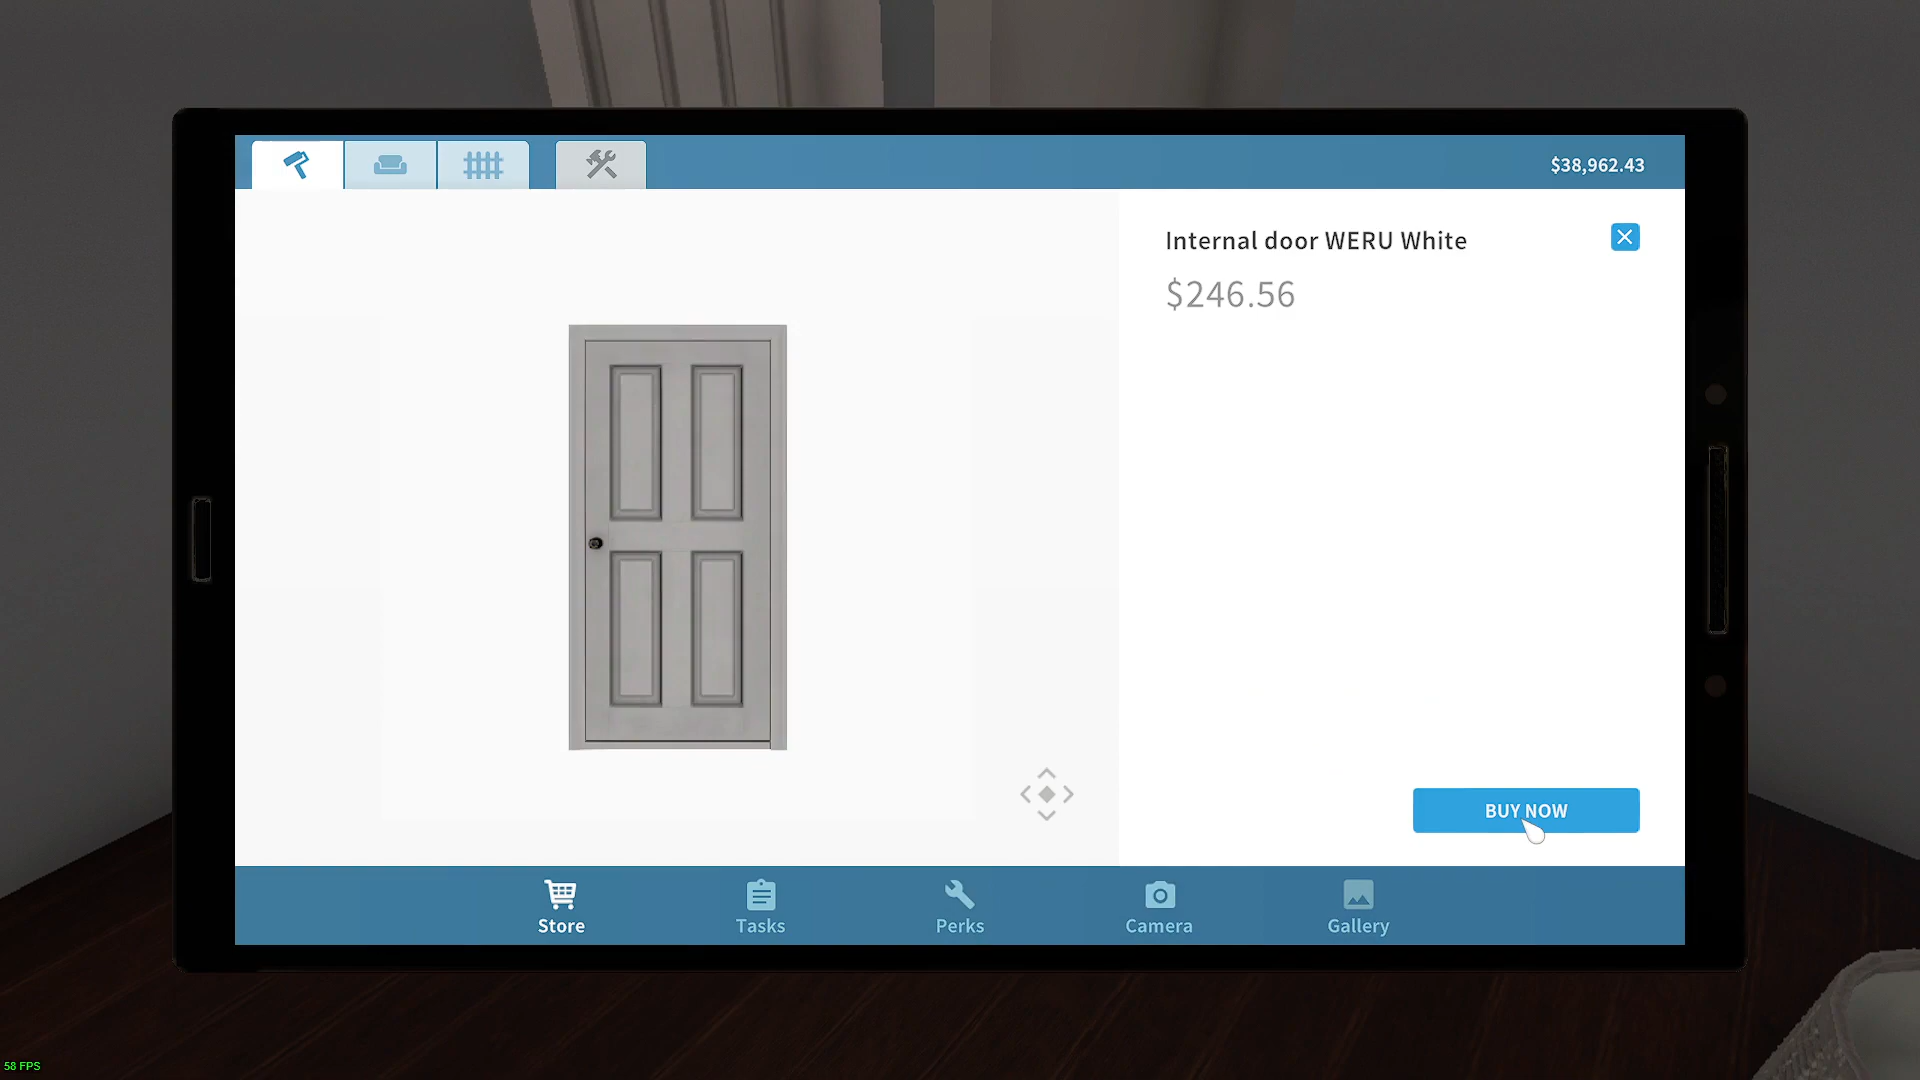 $38,962.43
Internal door WERU White
$246.56
BUY NOW
Store
Tasks
Perks
Camera
Gallery
58 FPS